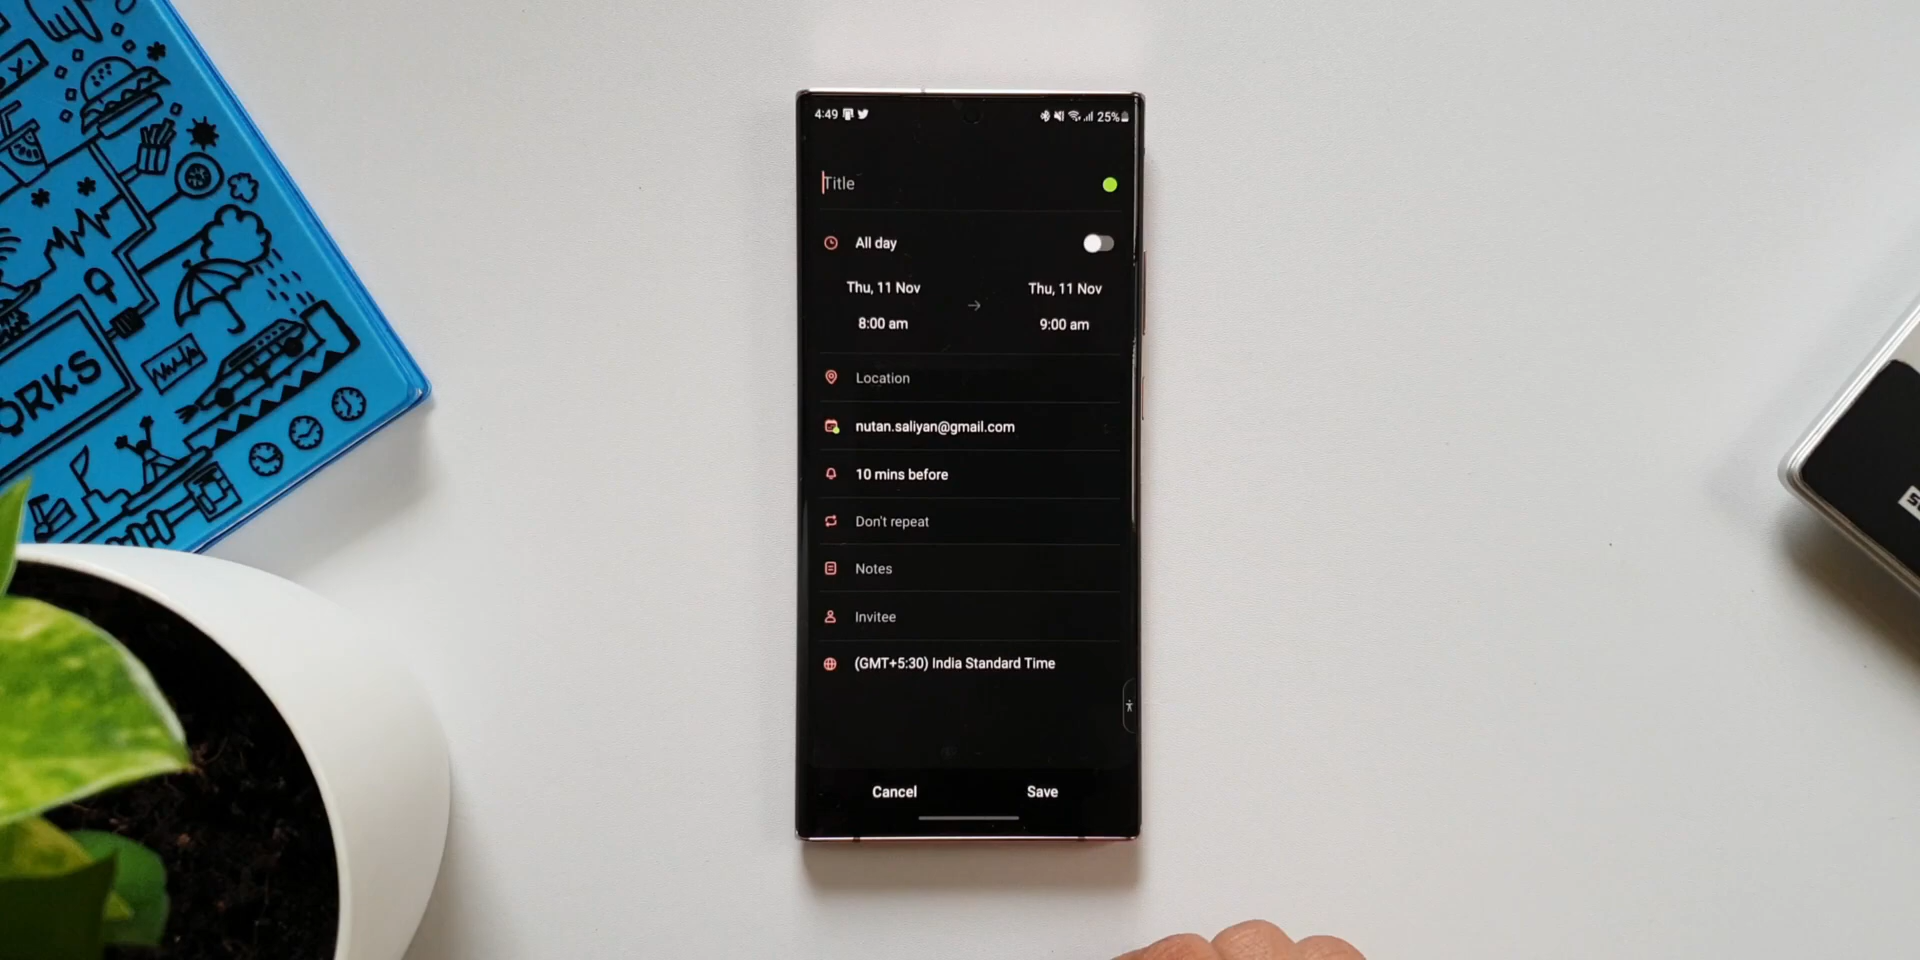 4:49
25%
Title
All day
Thu, 11 Nov
Thu, 11 Nov
8:00 am
9:00 am
Location
nutan.saliyan@gmail.com
10 mins before
Don't repeat
Notes
Invitee
(GMT+5:30) India Standard Time
Cancel
Save
ORKS